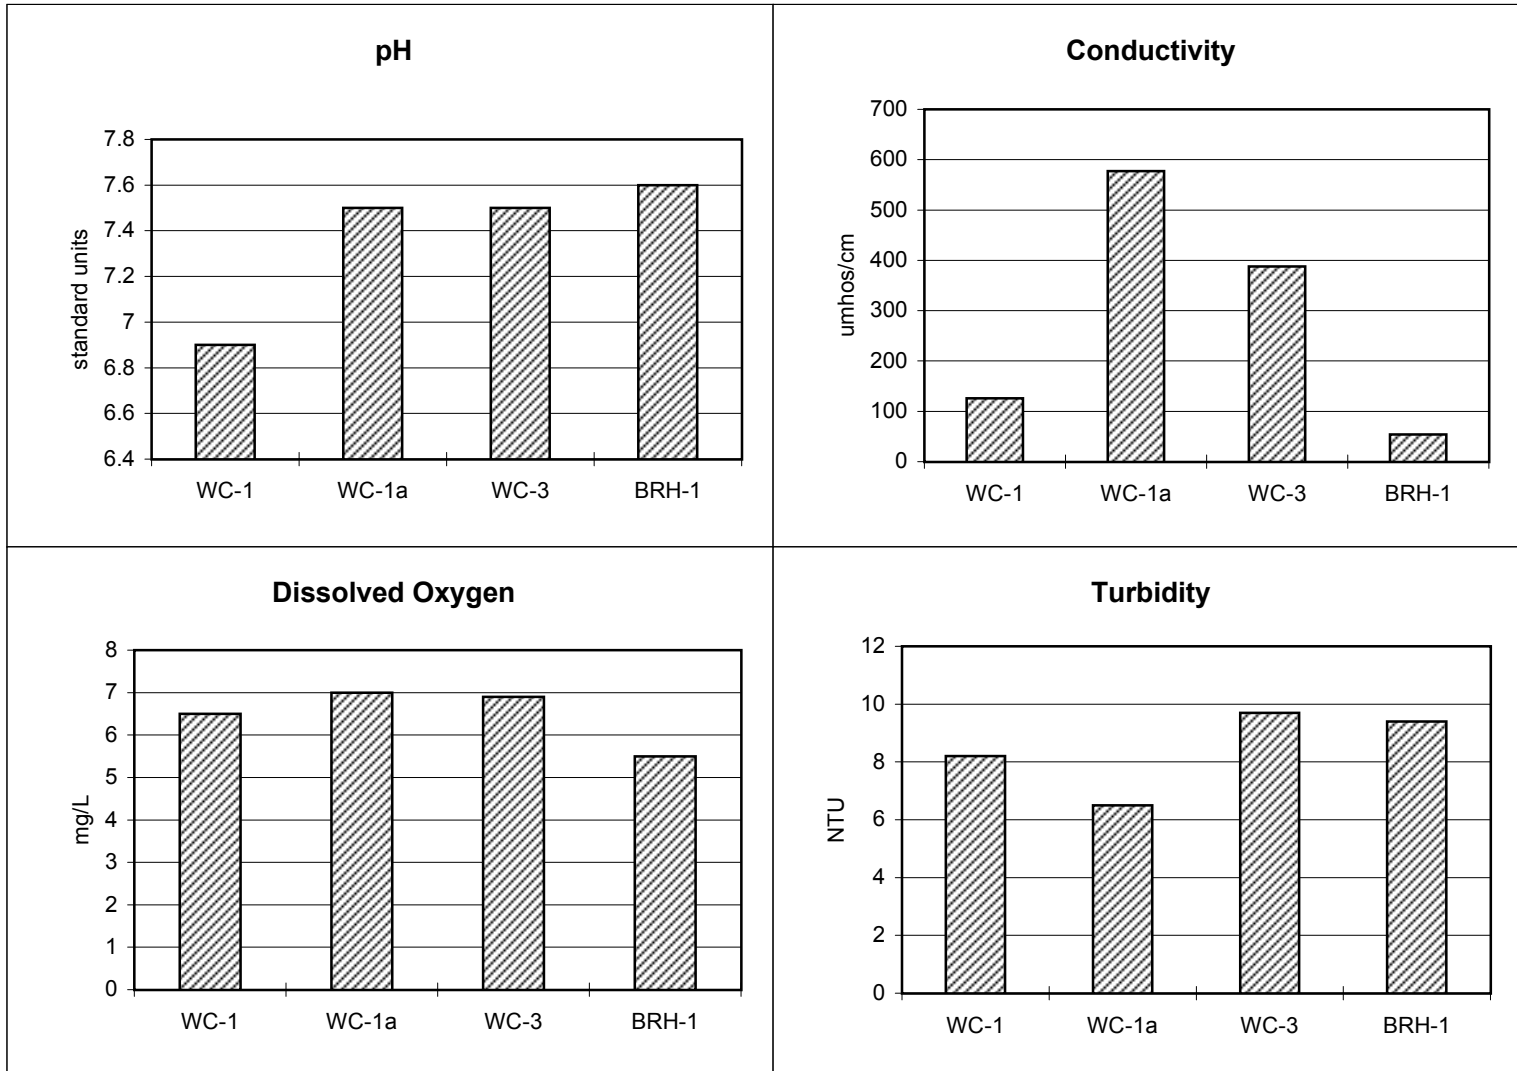 pH
standard units
7.8
7.6
7.4
7.2
7
6.8
6.6
6.4
WC-1 WC-1a WC-3 BRH-1
Conductivity
umhos/cm
700
600
500
400
300
200
100
0
WC-1 WC-1a WC-3 BRH-1
Dissolved Oxygen
mg/L
8
7
6
5
4
3
2
1
0
WC-1 WC-1a WC-3 BRH-1
Turbidity
NTU
12
10
8
6
4
2
0
WC-1 WC-1a WC-3 BRH-1